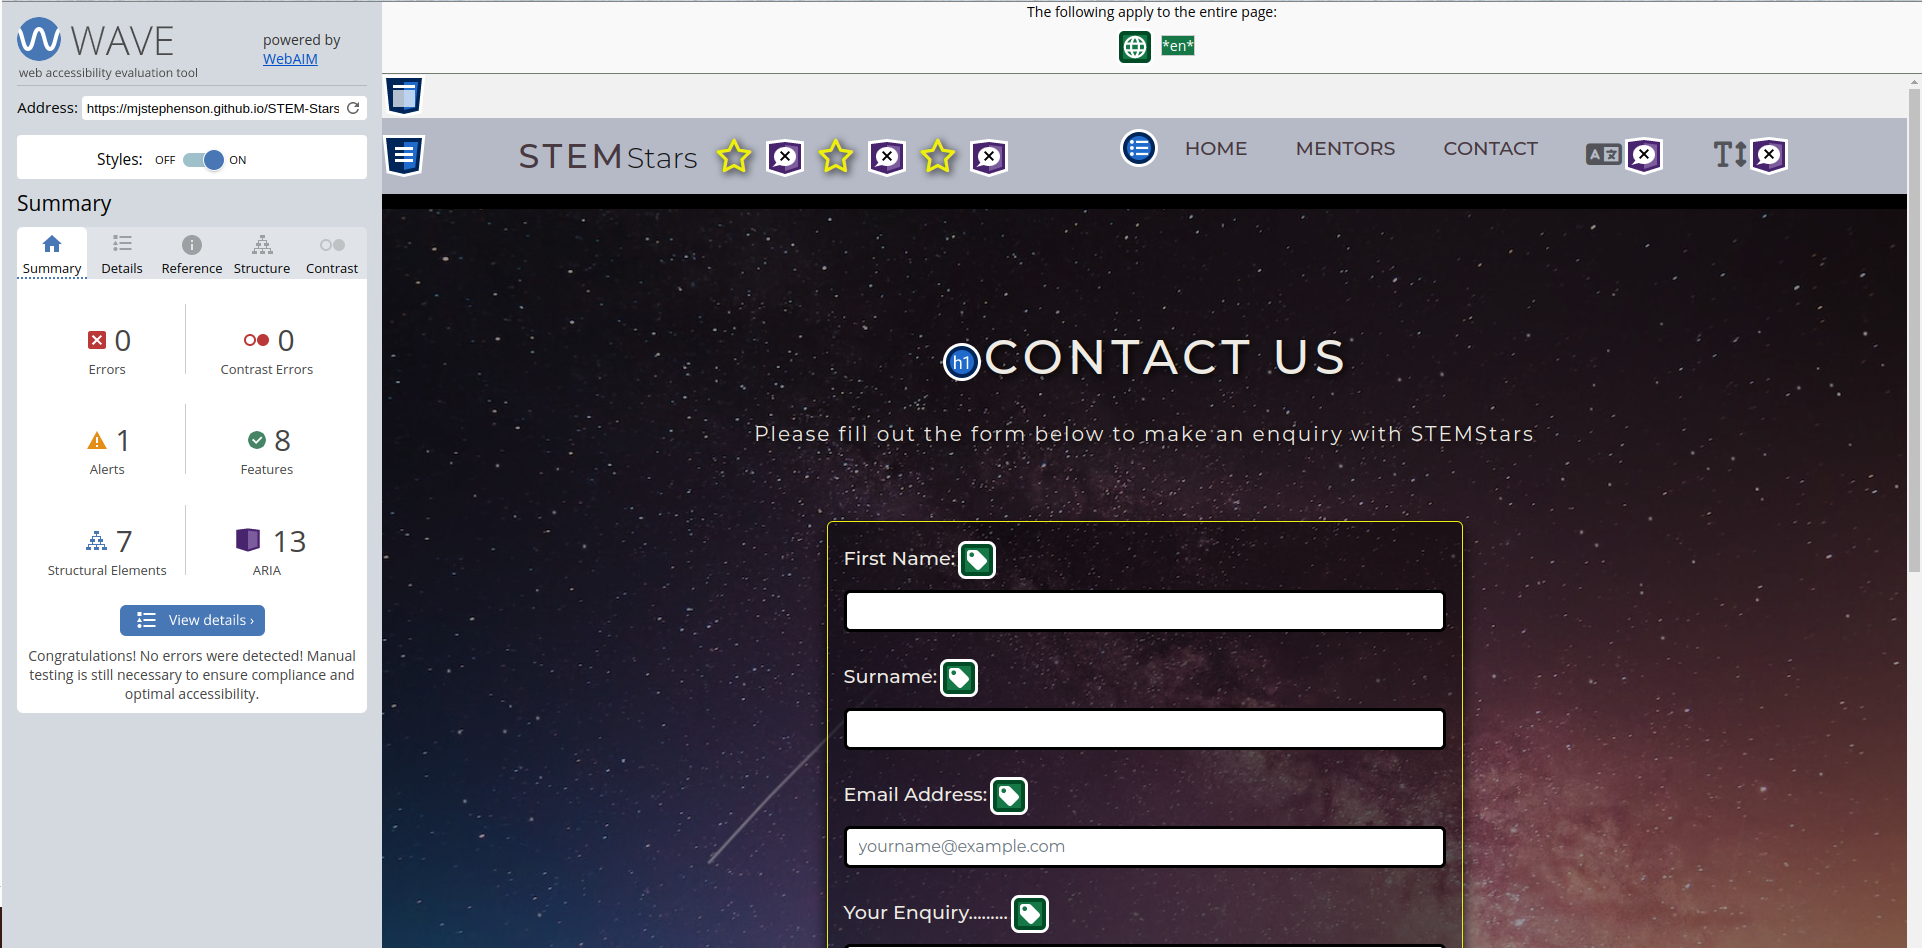 The following apply to the entire page:
*en*
WAVE
powered by
WebAIM
web accessibility evaluation tool
Address: https://mjstephenson.github.io/STEM-Stars
Styles: OFF ON
Summary
Summary Details Reference Structure Contrast
0 0
Errors Contrast Errors
1 8
Alerts Features
7 13
Structural Elements ARIA
View details ›
Congratulations! No errors were detected! Manual
testing is still necessary to ensure compliance and
optimal accessibility.
STEM Stars HOME MENTORS CONTACT
h1 CONTACT US
Please fill out the form below to make an enquiry with STEMStars
First Name:
Surname:
Email Address:
yourname@example.com
Your Enquiry.........